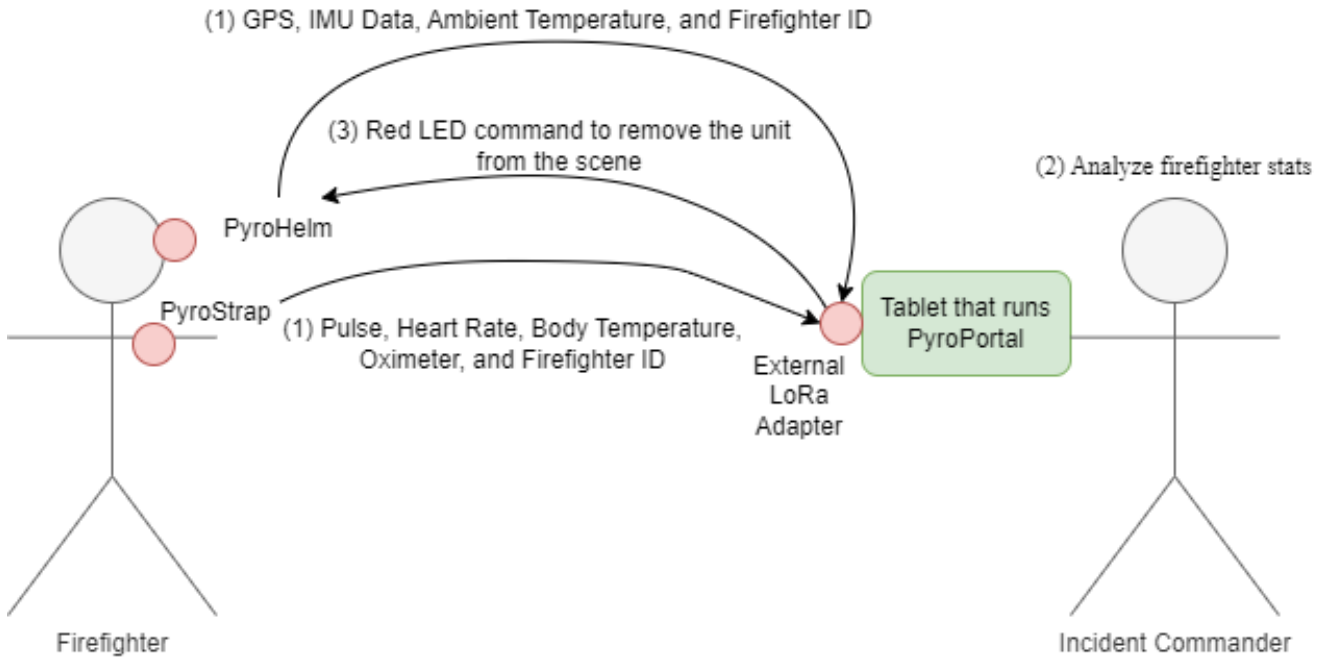 (1) GPS, IMU Data, Ambient Temperature, and Firefighter ID
(3) Red LED command to remove the unit
from the scene
(2) Analyze firefighter stats
PyroHelm
PyroStrap
(1) Pulse, Heart Rate, Body Temperature,
Oximeter, and Firefighter ID
Tablet that runs
PyroPortal
External
LoRa
Adapter
Firefighter
Incident Commander